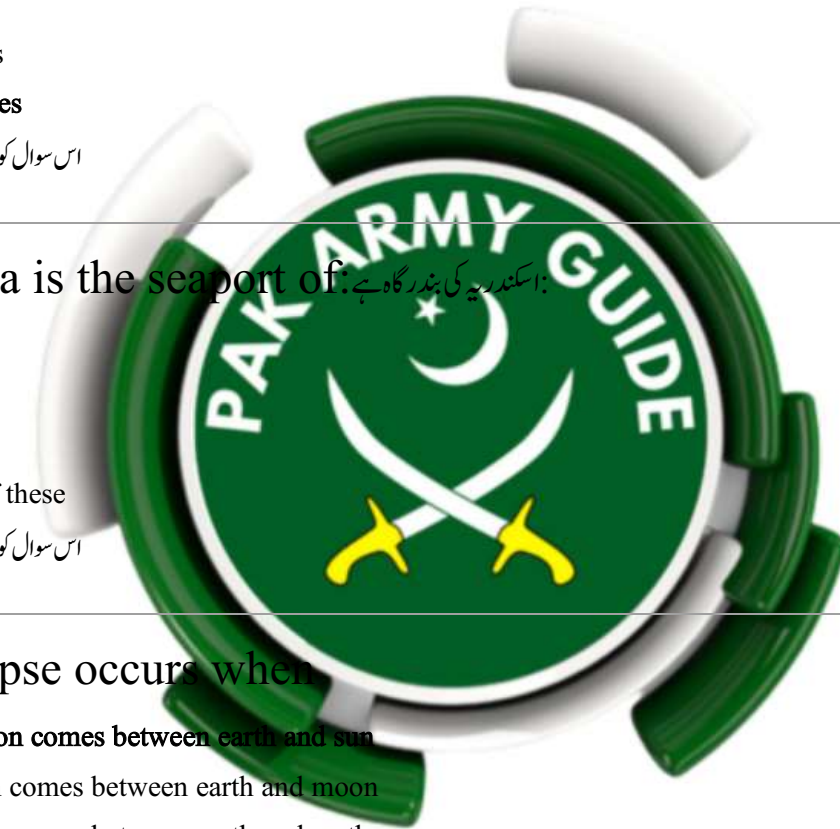 s
es
اس سوال کو
PAK ARMY GUIDE
a is the seaport of: اسکندریہ کی بندرگاہ ہے:
these
اس سوال کو
pse occurs when
on comes between earth and sun
comes between earth and moon